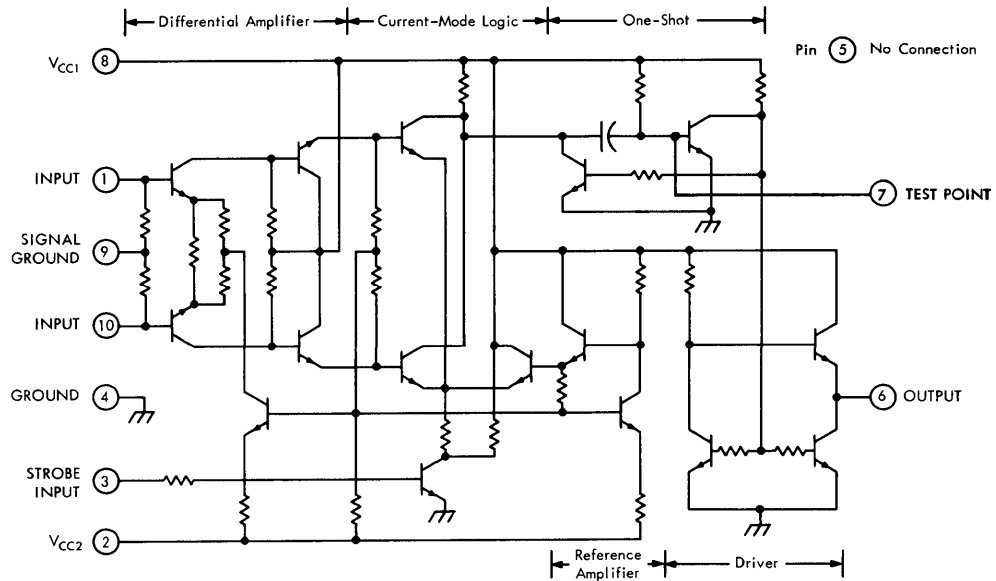 Differential Amplifier
Current-Mode Logic
One-Shot
Pin 5 No Connection
VCC1 8
INPUT 1
7 TEST POINT
SIGNAL GROUND 9
INPUT 10
GROUND 4
6 OUTPUT
STROBE INPUT 3
VCC2 2
Reference Amplifier
Driver